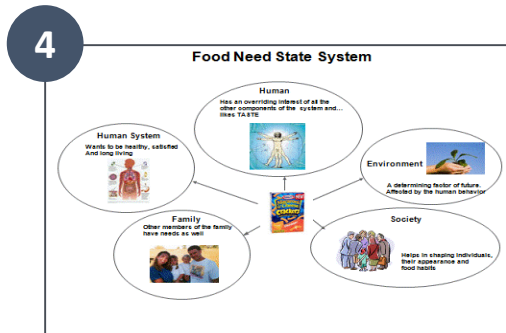 4
Food Need State System
Human
Has an overriding interest of all the
other components of the system and...
likes TASTE
Human System
Wants to be healthy, satisfied
And long living
Environment
A determining factor of future.
Affected by the human behavior
Family
Other members of the family
have needs as well
Society
Helps in shaping individuals,
their appearance and
food habits
crackers